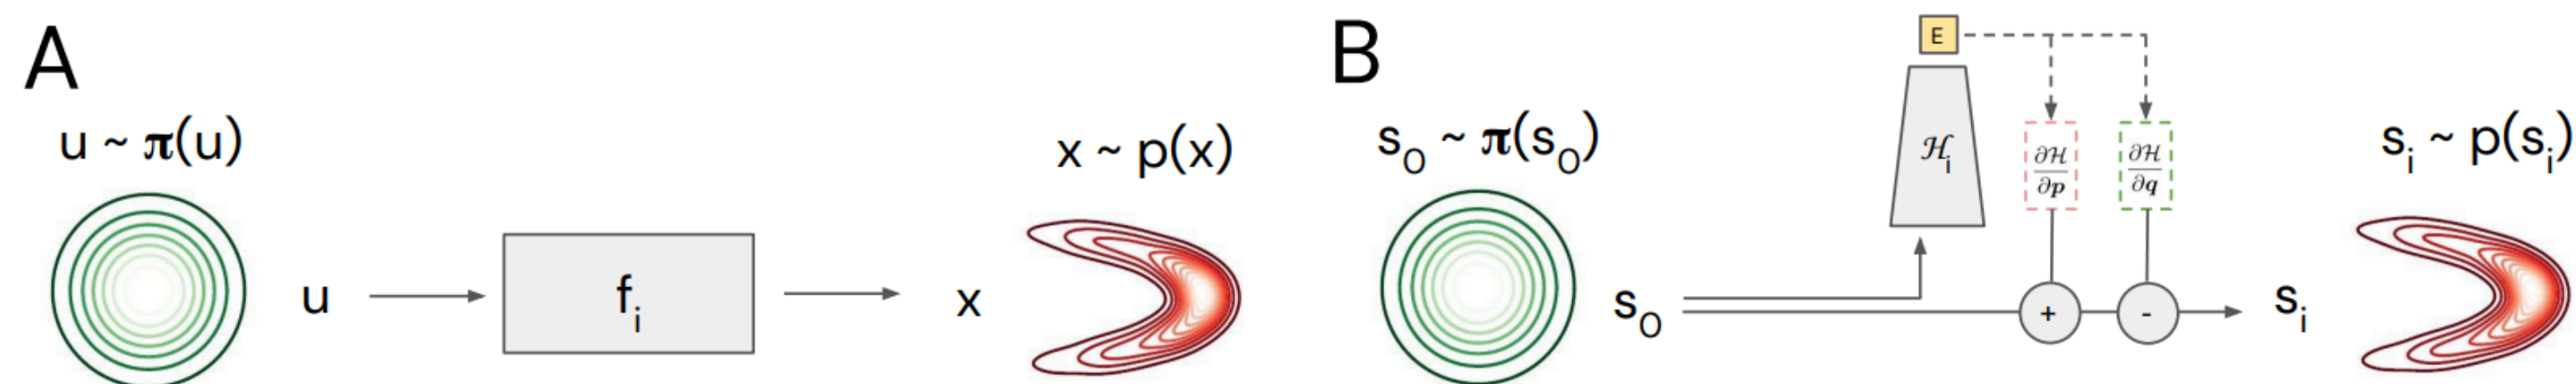 A
u ~ π(u)
u
f_i
x
x ~ p(x)
B
s_0 ~ π(s_0)
s_0
E
ℋ_i
∂ℋ/∂p
∂ℋ/∂q
+
-
s_i
s_i ~ p(s_i)